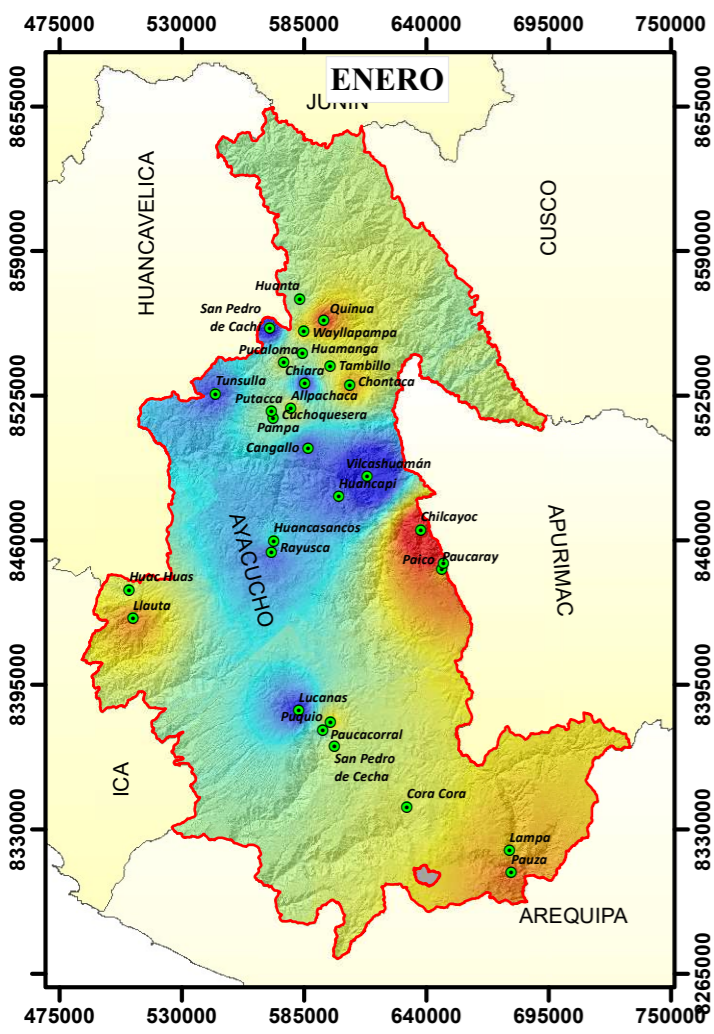 475000 530000 585000 640000 695000 750000
ENERO
JUNIN
8655000
8655000
HUANCAVELICA
CUSCO
8590000
8590000
Huanta
San Pedro
de Cachi
Quinua
Wayllapampa
Pucaloma
Huamanga
Chiara
Tambillo
Tunsulla
Chontaca
Putacca
Allpachaca
8525000
8525000
Cuchoquesera
Pampa
Cangallo
Vilcashuamán
Huancapi
Chilcayoc
AYACUCHO
Huancasancos
Rayusca
8460000
8460000
Paico
Paucaray
APURIMAC
Huac Huas
Llauta
8395000
8395000
Lucanas
Puquio
Paucacorral
San Pedro
de Cecha
ICA
Cora Cora
8330000
8330000
Lampa
Pauza
AREQUIPA
8265000
8265000
475000 530000 585000 640000 695000 750000